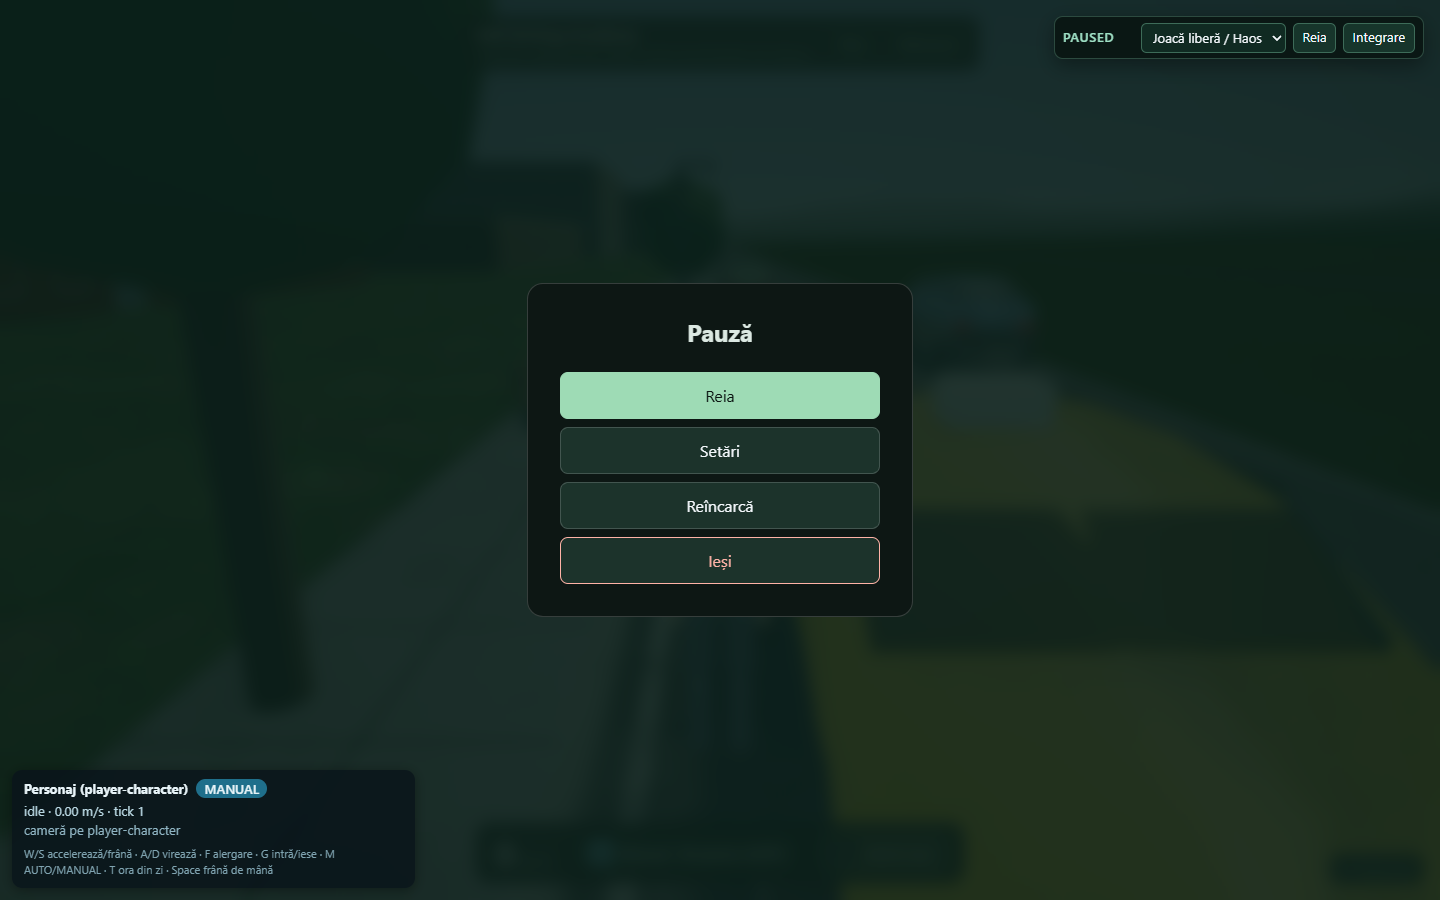 PAUSED
Joacă liberă / Haos
Reia
Integrare
Pauză
Reia
Setări
Reîncarcă
Ieși
Personaj (player-character) MANUAL
idle · 0.00 m/s · tick 1
cameră pe player-character
W/S accelerează/frână · A/D virează · F alergare · G intră/iese · M
AUTO/MANUAL · T ora din zi · Space frână de mână